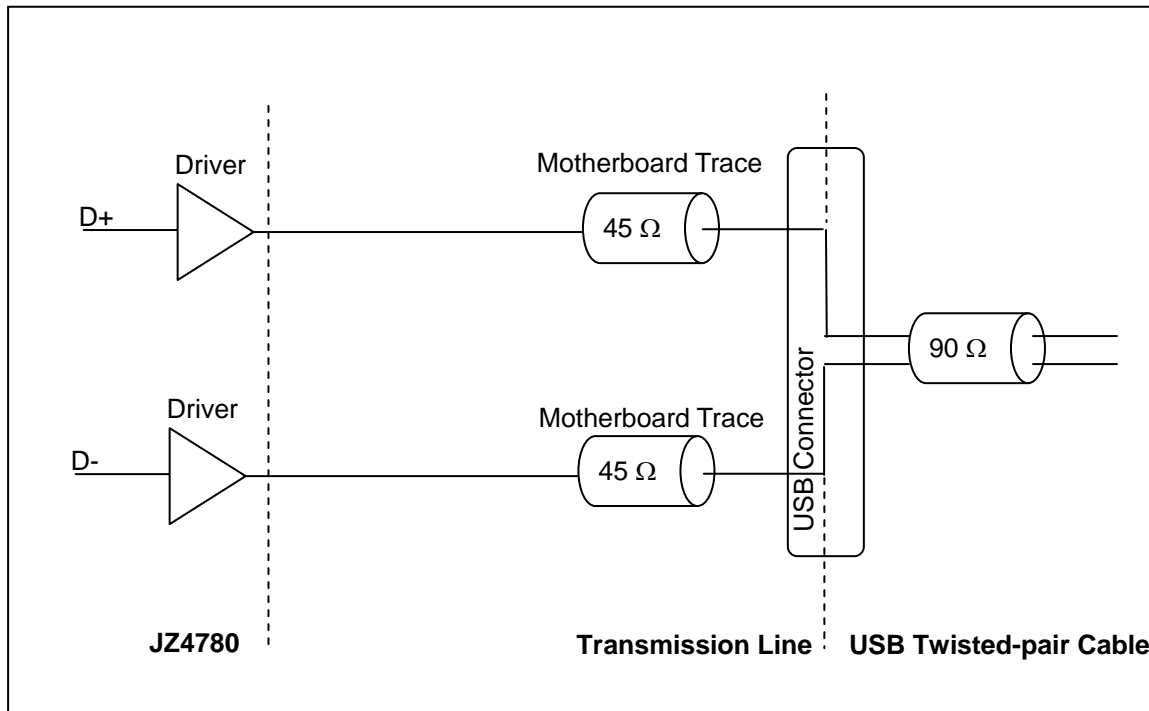 Driver
Motherboard Trace
D+
45 Ω
USB Connector
90 Ω
Driver
Motherboard Trace
D-
45 Ω
JZ4780
Transmission Line
USB Twisted-pair Cable